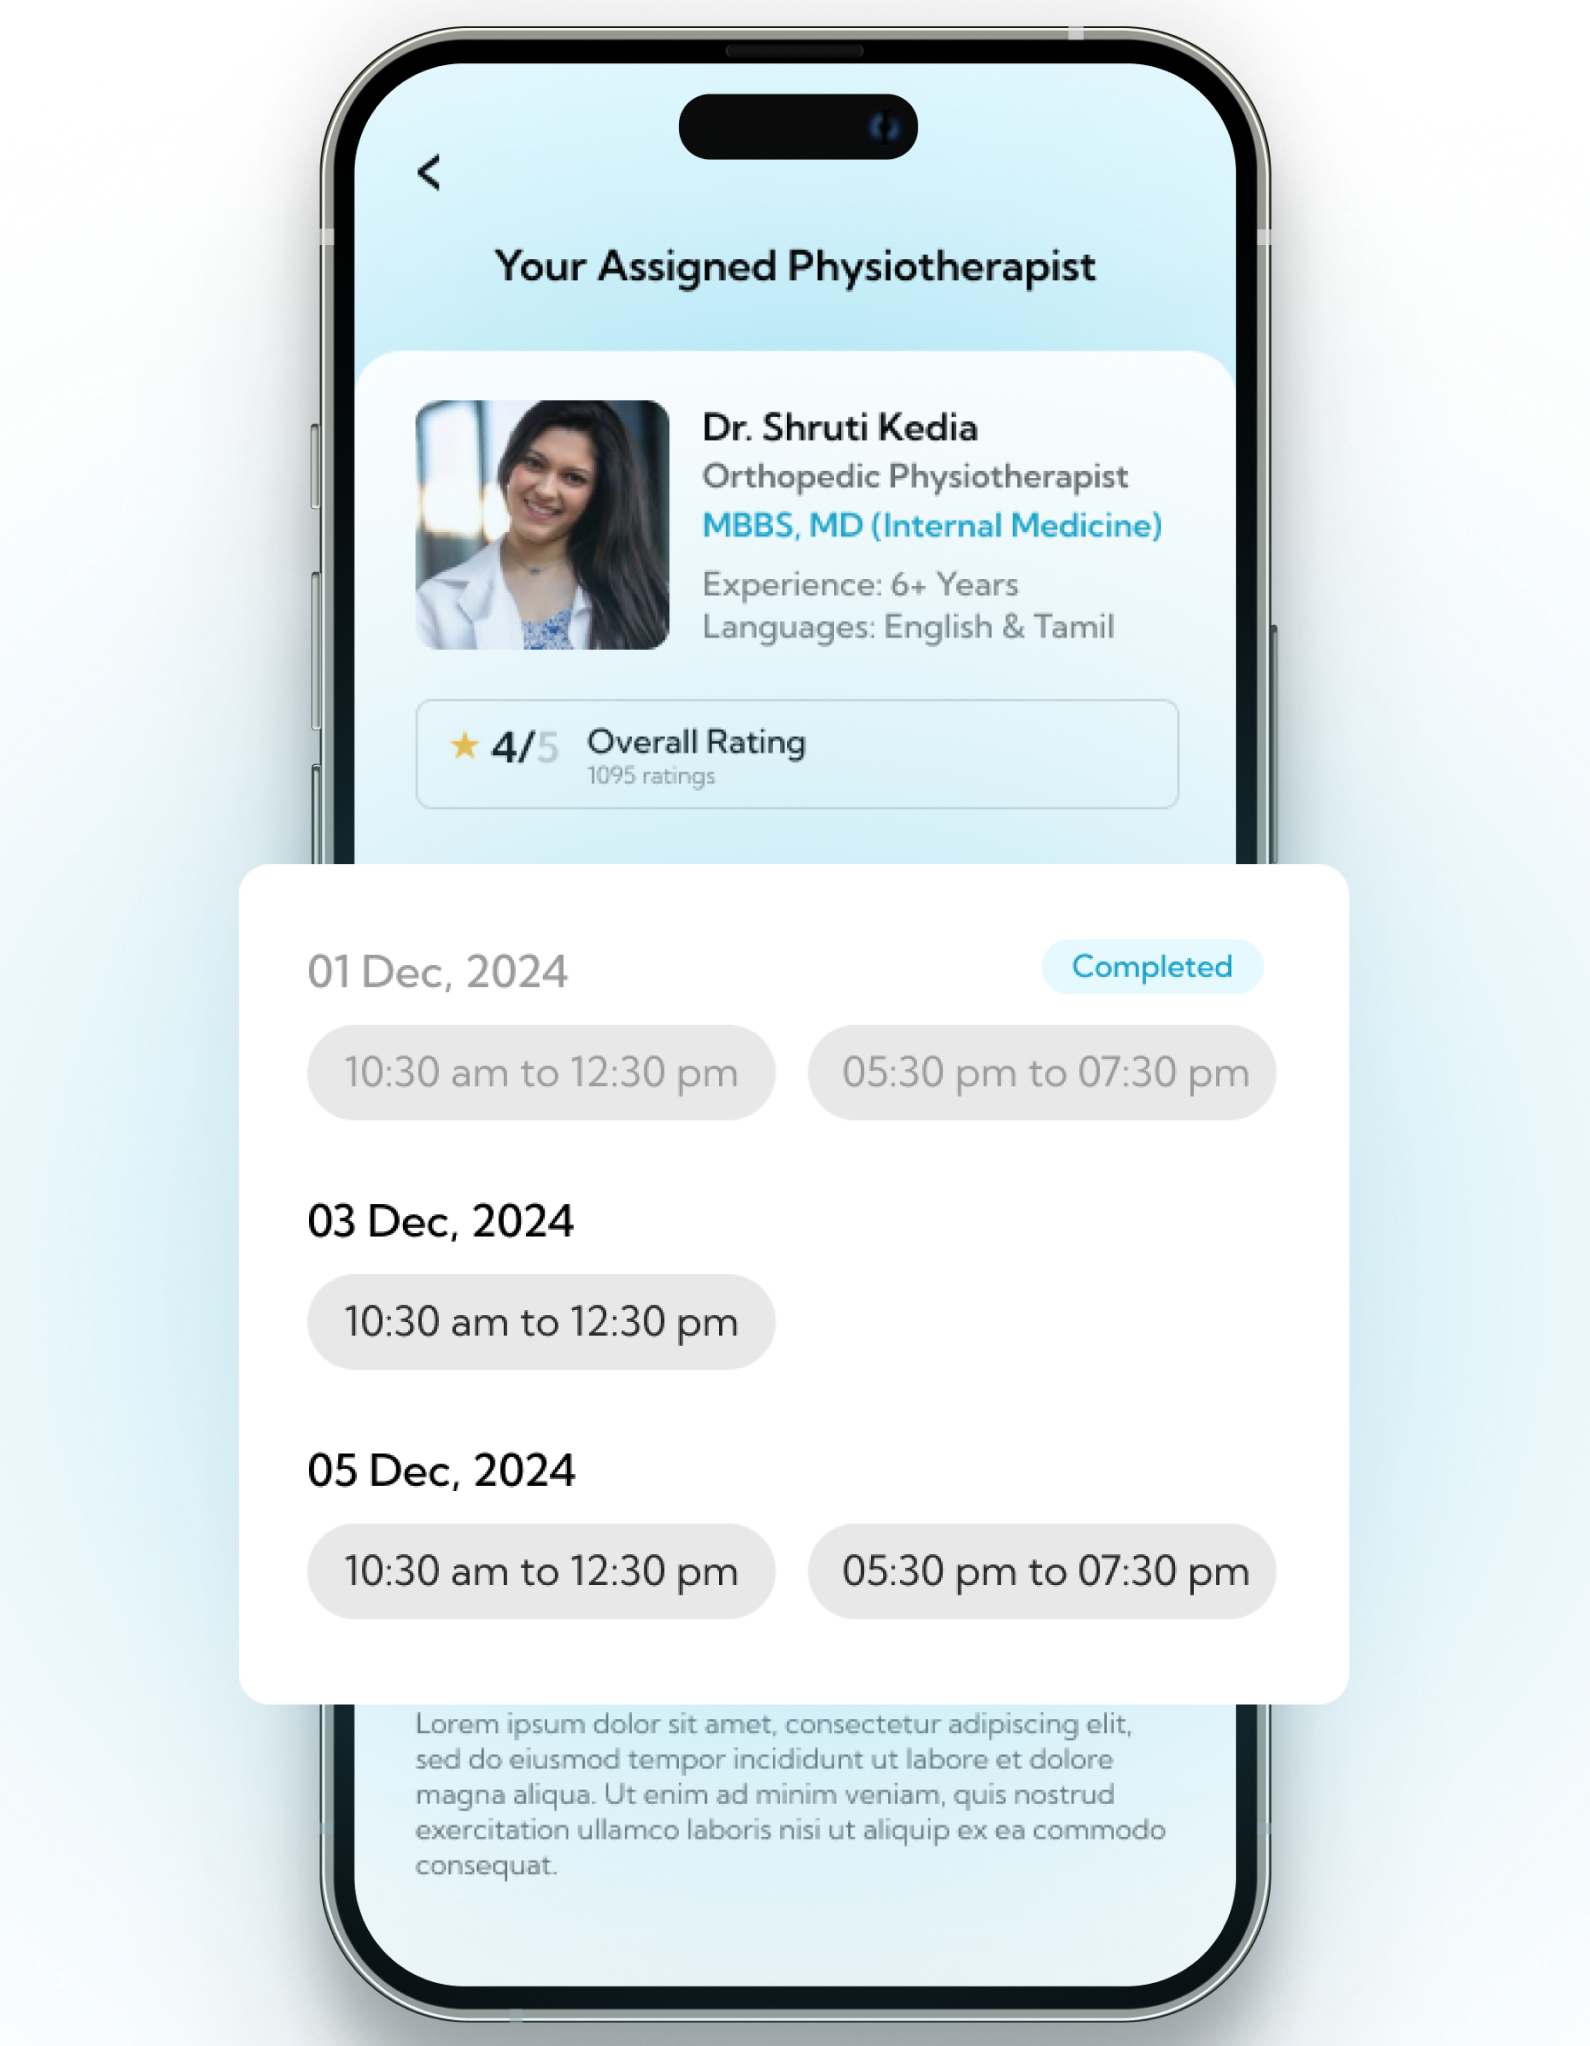 <
Your Assigned Physiotherapist
Dr. Shruti Kedia
Orthopedic Physiotherapist
MBBS, MD (Internal Medicine)
Experience: 6+ Years
Languages: English & Tamil
4/5 Overall Rating
1095 ratings
01 Dec, 2024 Completed
10:30 am to 12:30 pm 05:30 pm to 07:30 pm
03 Dec, 2024
10:30 am to 12:30 pm
05 Dec, 2024
10:30 am to 12:30 pm 05:30 pm to 07:30 pm
Lorem ipsum dolor sit amet, consectetur adipiscing elit,
sed do eiusmod tempor incididunt ut labore et dolore
magna aliqua. Ut enim ad minim veniam, quis nostrud
exercitation ullamco laboris nisi ut aliquip ex ea commodo
consequat.